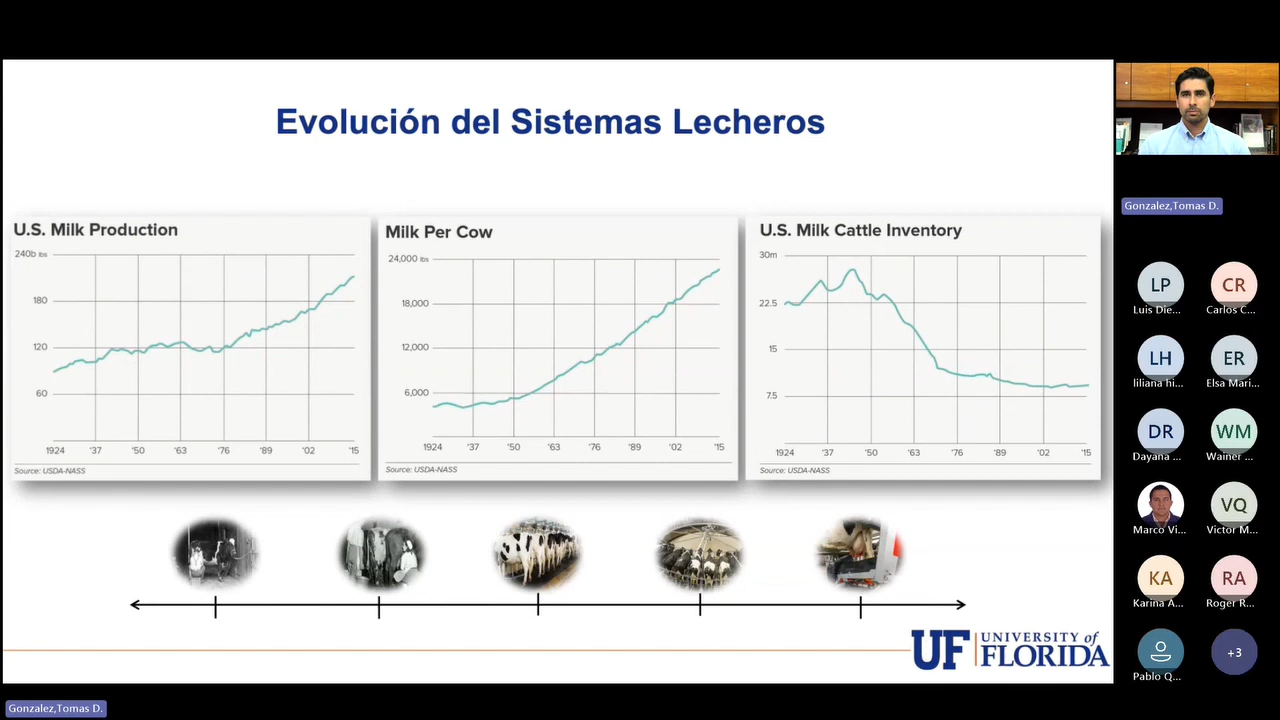 Evolución del Sistemas Lecheros
U.S. Milk Production
240b lbs
180
120
60
1924 '37 '50 '63 '76 '89 '02 '15
Source: USDA-NASS
Milk Per Cow
24,000 lbs
18,000
12,000
6,000
1924 '37 '50 '63 '76 '89 '02 '15
Source: USDA-NASS
U.S. Milk Cattle Inventory
30m
22.5
15
7.5
1924 '37 '50 '63 '76 '89 '02 '15
Source: USDA-NASS
UF UNIVERSITY of
FLORIDA
Gonzalez,Tomas D.
Gonzalez,Tomas D.
LP CR
Luis Die... Carlos C...
LH ER
liliana hi... Elsa Mari...
DR WM
Dayana ... Wainer ...
VQ
Marco Vi... Victor M...
KA RA
Karina A... Roger R...
+3
Pablo Q...